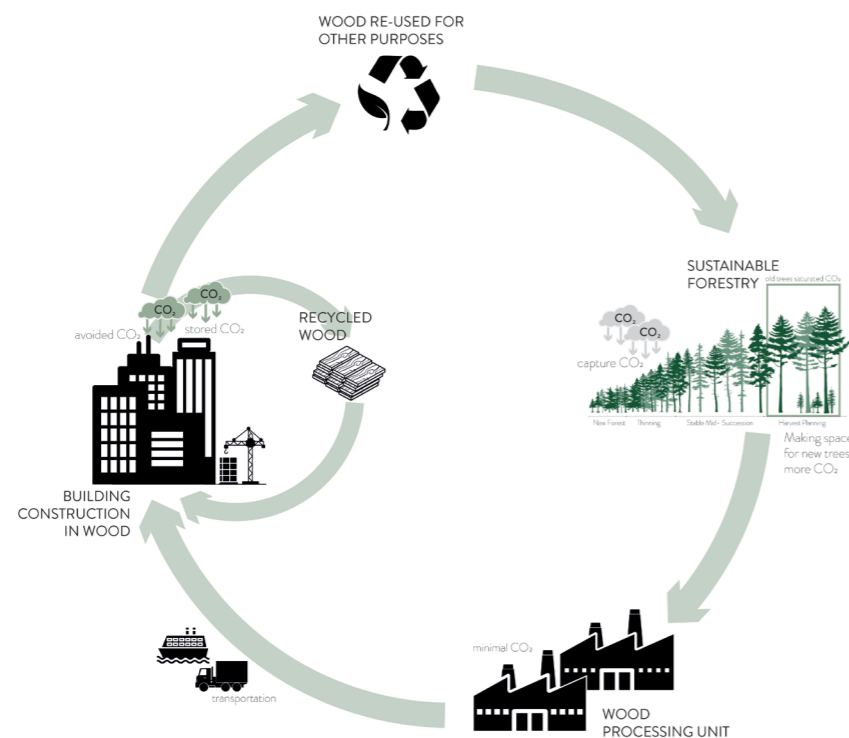 WOOD RE-USED FOR
OTHER PURPOSES
SUSTAINABLE
FORESTRY
old trees saturated CO₂
CO₂
CO₂
capture CO₂
New Forest
Thinning
Stable Mid- Succession
Harvest Planning
Making space
for new trees
more CO₂
CO₂
CO₂
avoided CO₂
stored CO₂
RECYCLED
WOOD
BUILDING
CONSTRUCTION
IN WOOD
transportation
minimal CO₂
WOOD
PROCESSING UNIT